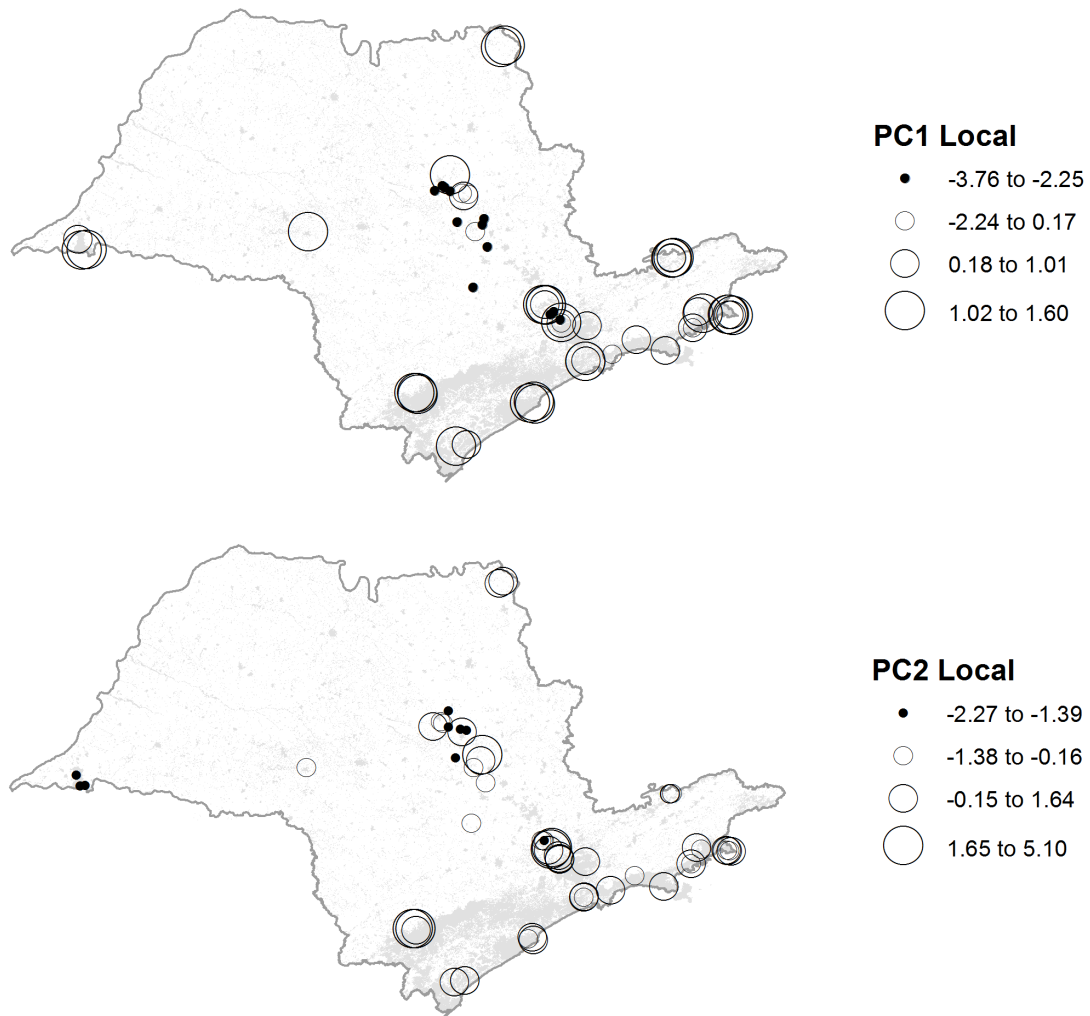 PC1 Local
-3.76 to -2.25
-2.24 to 0.17
0.18 to 1.01
1.02 to 1.60
PC2 Local
-2.27 to -1.39
-1.38 to -0.16
-0.15 to 1.64
1.65 to 5.10